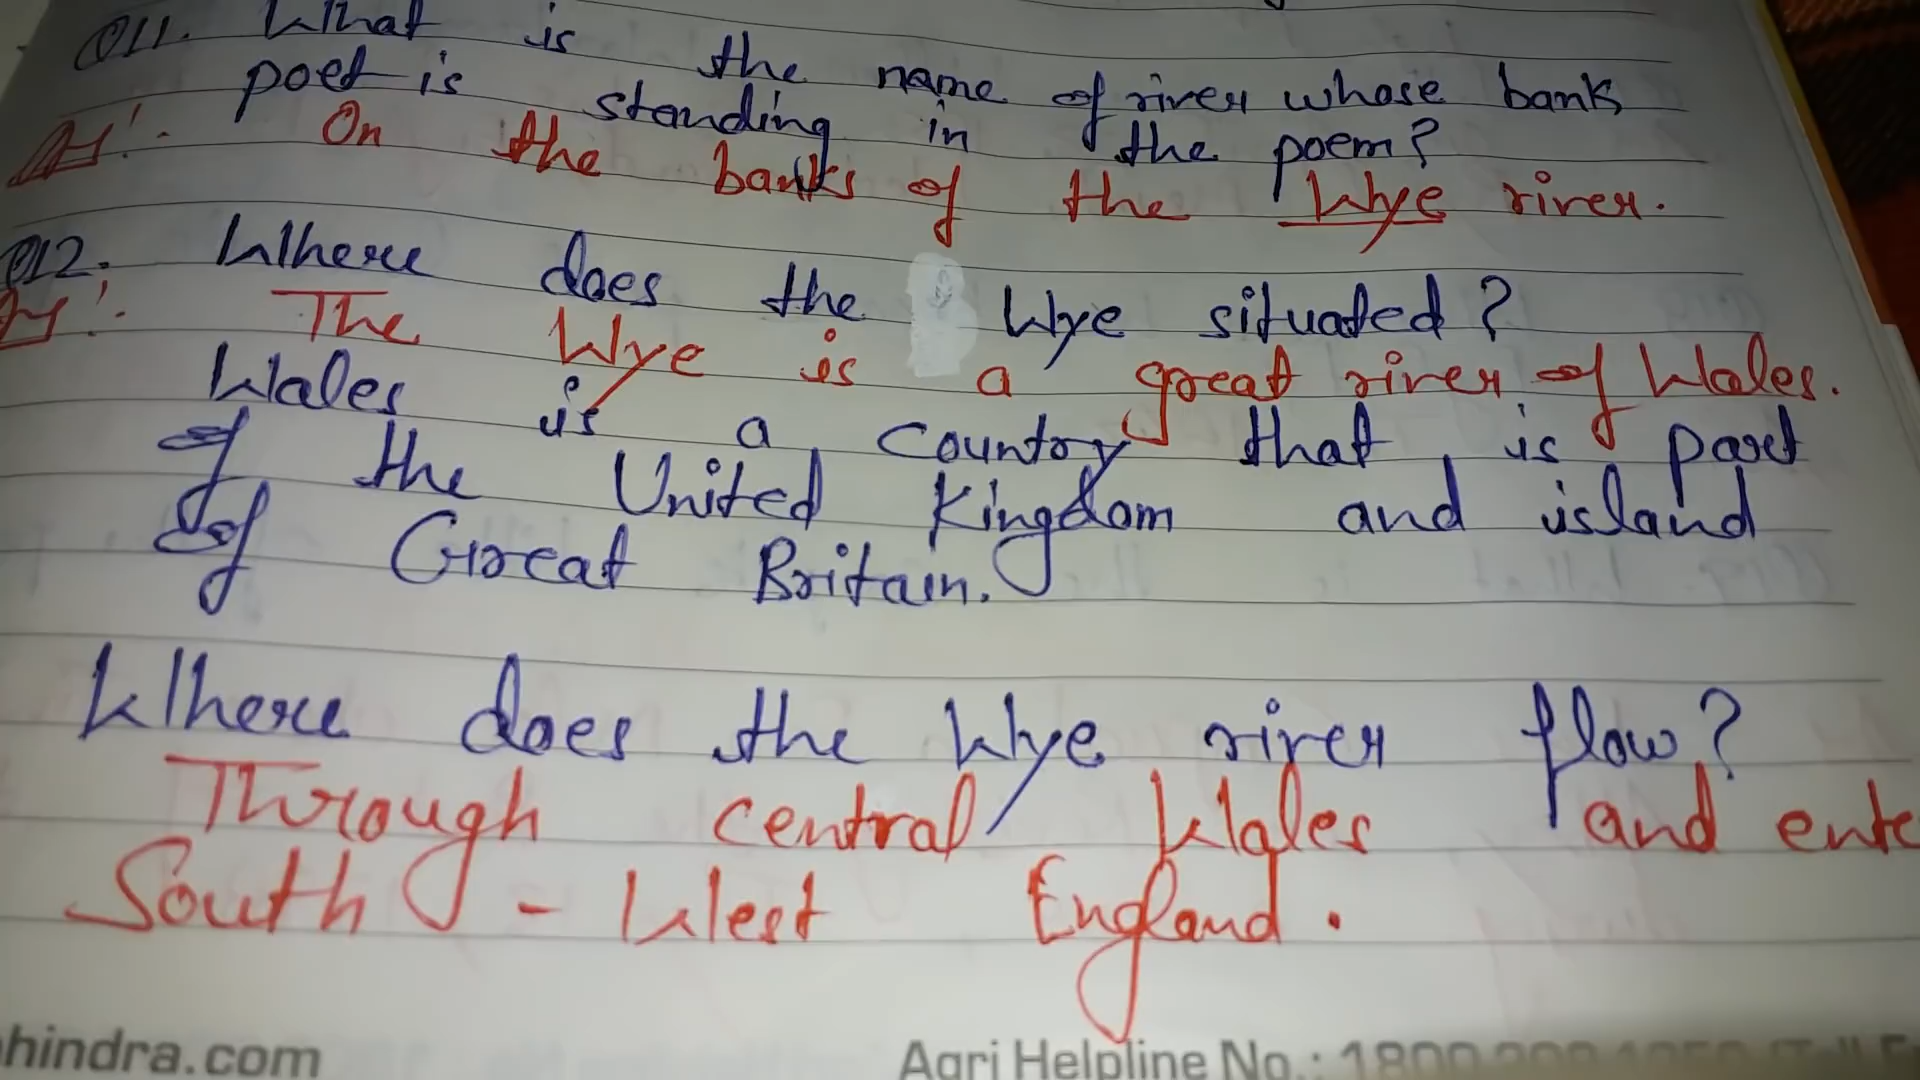 Q11. What is the name of river whose bank
poet is standing in the poem?
On the banks of the Wye river.
Q12. Where does the Wye situated?
The Wye is a great river of Wales.
Wales is a country that is part
of the United Kingdom and island
of Great Britain.
Where does the Wye river flow?
Through central Wales and ente
South-West England.
hindra.com
Agri Helpline No.: 1800